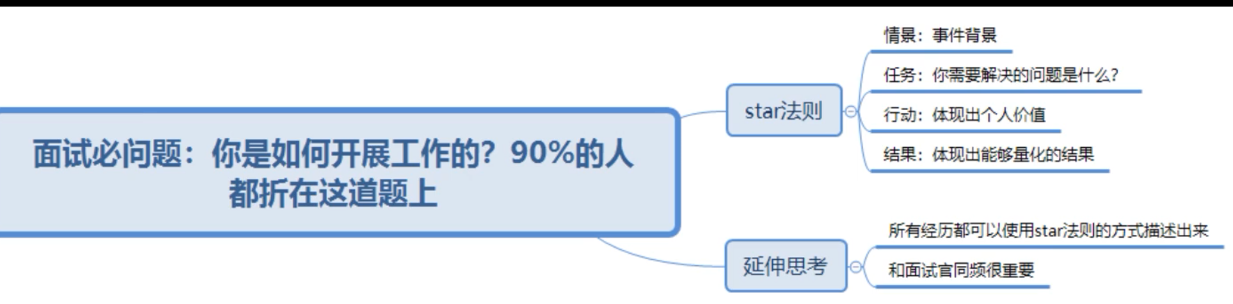 面试必问题：你是如何开展工作的？90%的人
都折在这道题上
star法则
情景：事件背景
任务：你需要解决的问题是什么？
行动：体现出个人价值
结果：体现出能够量化的结果
延伸思考
所有经历都可以使用star法则的方式描述出来
和面试官同频很重要